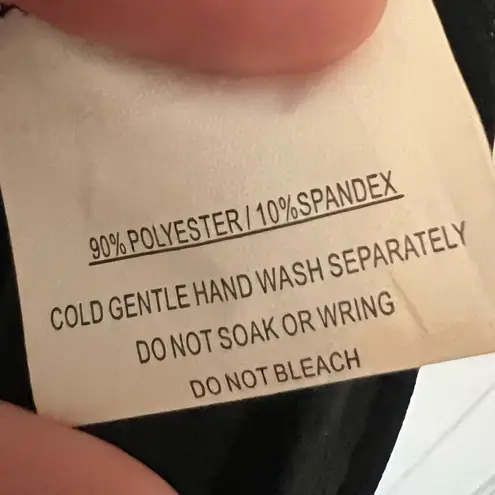 90% POLYESTER / 10%SPANDEX
COLD GENTLE HAND WASH SEPARATELY
DO NOT SOAK OR WRING
DO NOT BLEACH